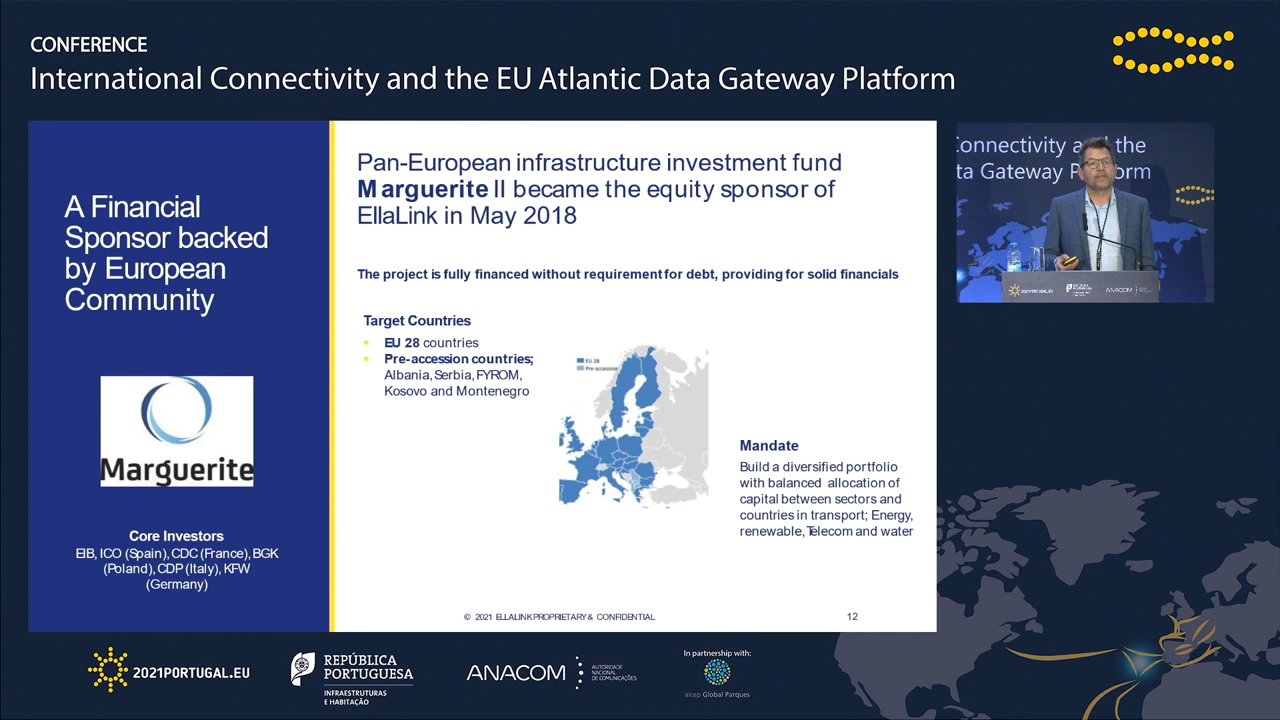 CONFERENCE
International Connectivity and the EU Atlantic Data Gateway Platform
A Financial
Sponsor backed
by European
Community
Marguerite
Core Investors
EIB, ICO (Spain), CDC (France), BGK
(Poland), CDP (Italy), KFW
(Germany)
Pan-European infrastructure investment fund
Marguerite II became the equity sponsor of
EllaLink in May 2018
The project is fully financed without requirement for debt, providing for solid financials
Target Countries
EU 28 countries
Pre-accession countries;
Albania, Serbia, FYROM,
Kosovo and Montenegro
EU 28
Pre-accession
Mandate
Build a diversified portfolio
with balanced allocation of
capital between sectors and
countries in transport; Energy,
renewable, Telecom and water
© 2021 ELLALINK PROPRIETARY & CONFIDENTIAL
12
Connectivity and the
ta Gateway Platform
2021PORTUGAL.EU
ANACOM
2021PORTUGAL.EU
REPÚBLICA
PORTUGUESA
INFRAESTRUTURAS
E HABITAÇÃO
ANACOM
AUTORIDADE
NACIONAL
DE COMUNICAÇÕES
In partnership with:
aicep Global Parques